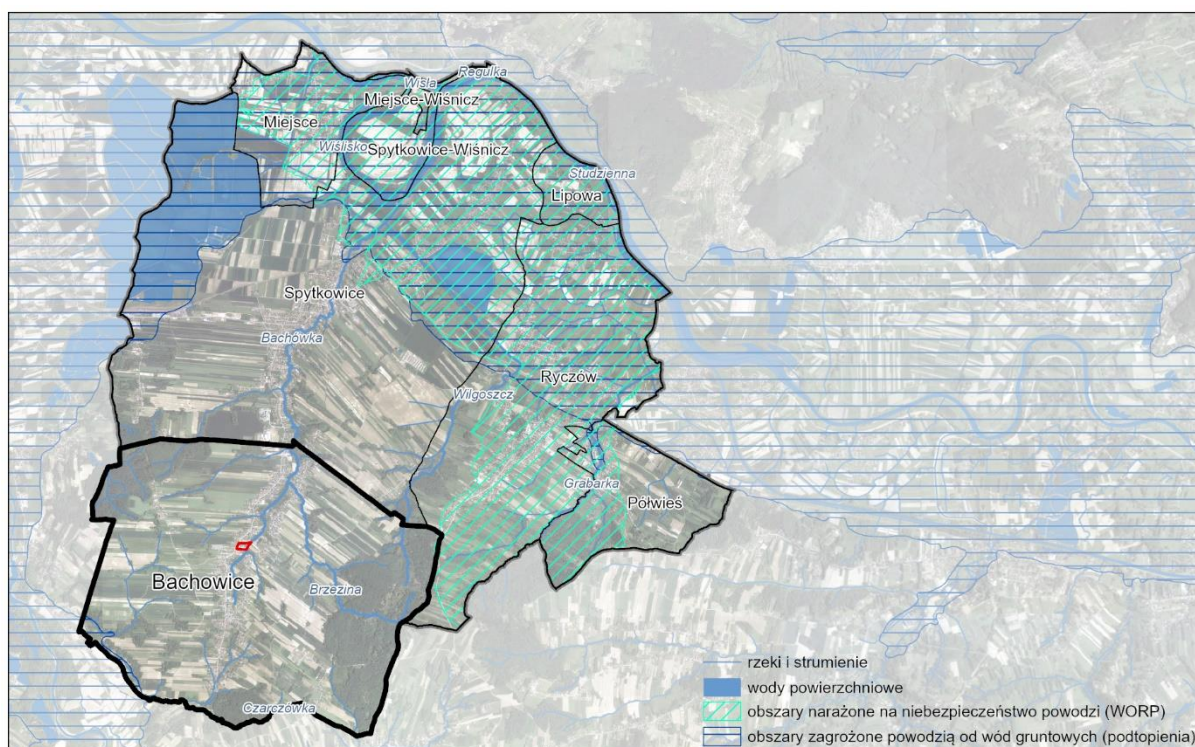 Regulka
Wisła
Miejsce-Wiśnicz
Miejsce
Wiślisko
Spytkowice-Wiśnicz
Studzienna
Lipowa
Spytkowice
Bachówka
Ryczów
Wilgoszcz
Grabarka
Półwieś
Bachowice
Brzezina
Czarczówka
rzeki i strumienie
wody powierzchniowe
obszary narażone na niebezpieczeństwo powodzi (WORP)
obszary zagrożone powodzią od wód gruntowych (podtopienia)